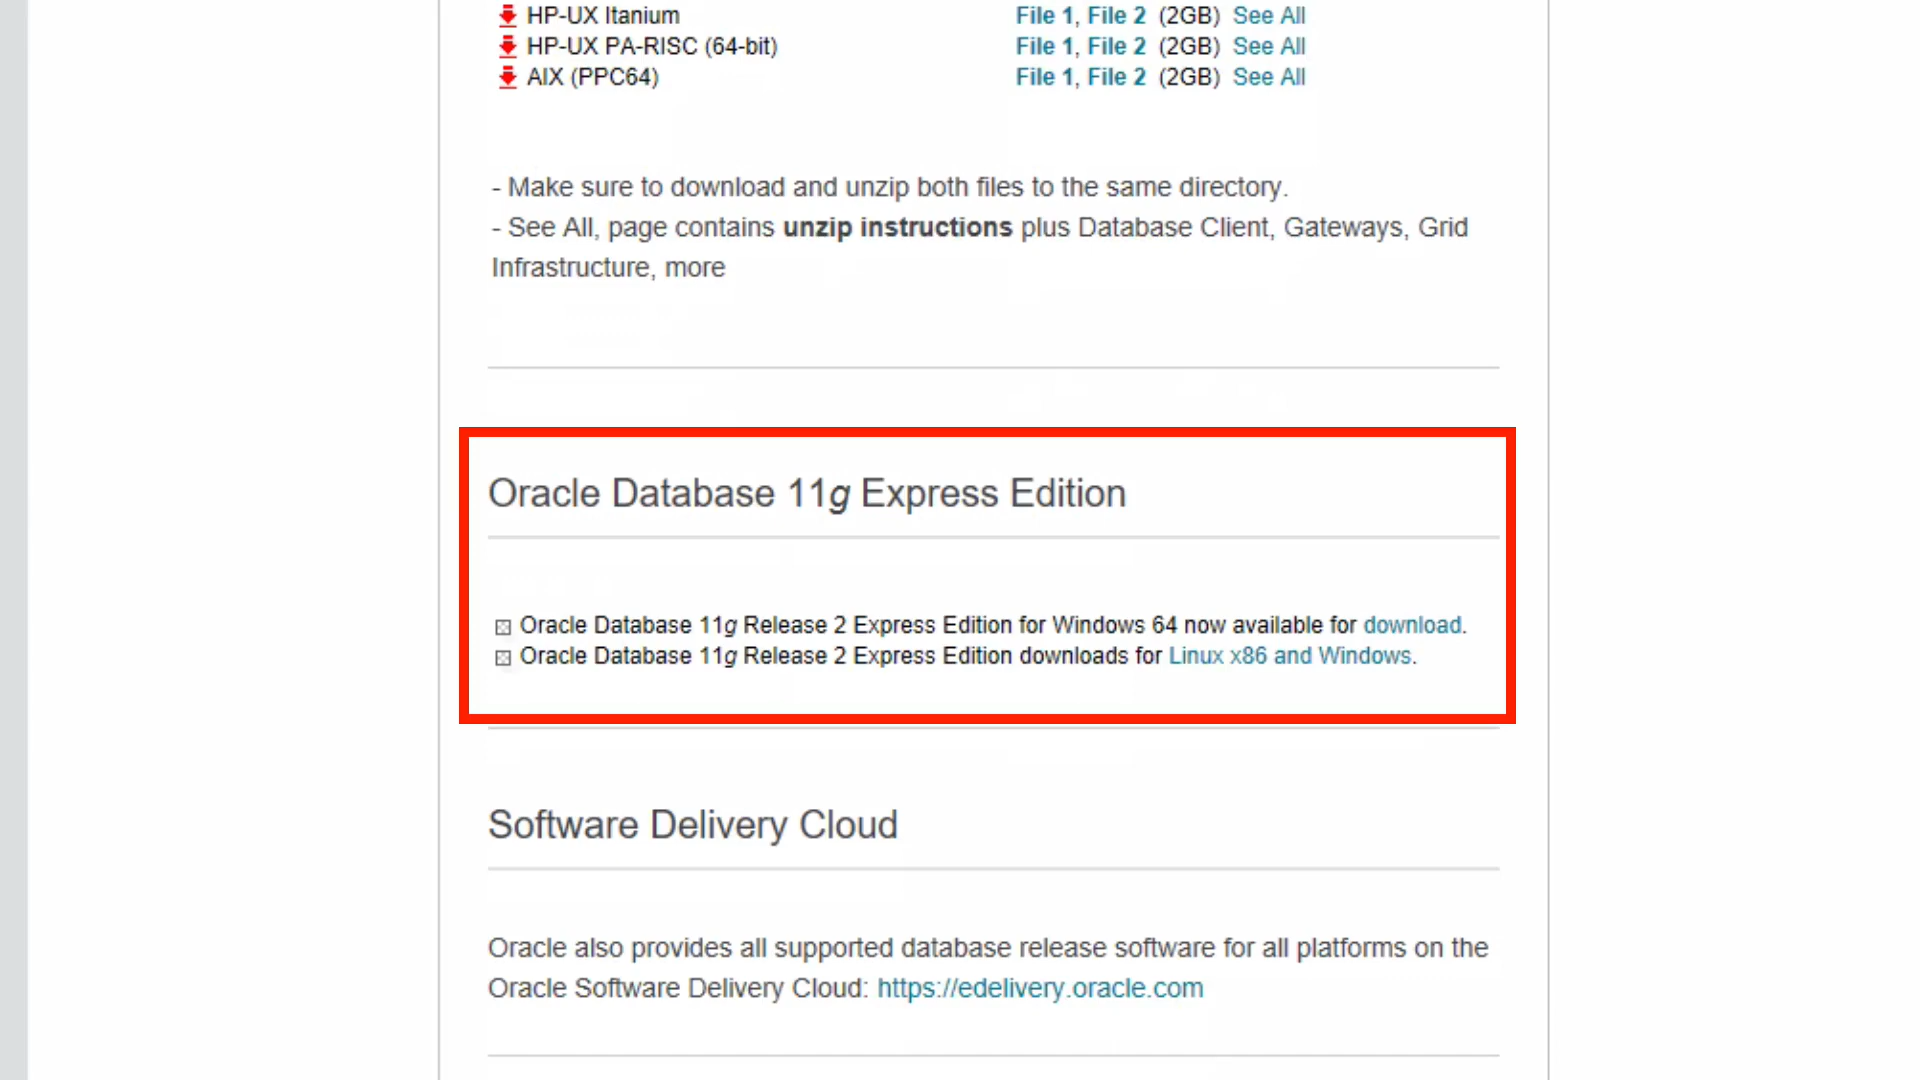 HP-UX Itanium File 1, File 2 (2GB) See All
HP-UX PA-RISC (64-bit) File 1, File 2 (2GB) See All
AIX (PPC64) File 1, File 2 (2GB) See All
- Make sure to download and unzip both files to the same directory.
- See All, page contains unzip instructions plus Database Client, Gateways, Grid
Infrastructure, more
Oracle Database 11g Express Edition
Oracle Database 11g Release 2 Express Edition for Windows 64 now available for download.
Oracle Database 11g Release 2 Express Edition downloads for Linux x86 and Windows.
Software Delivery Cloud
Oracle also provides all supported database release software for all platforms on the
Oracle Software Delivery Cloud: https://edelivery.oracle.com